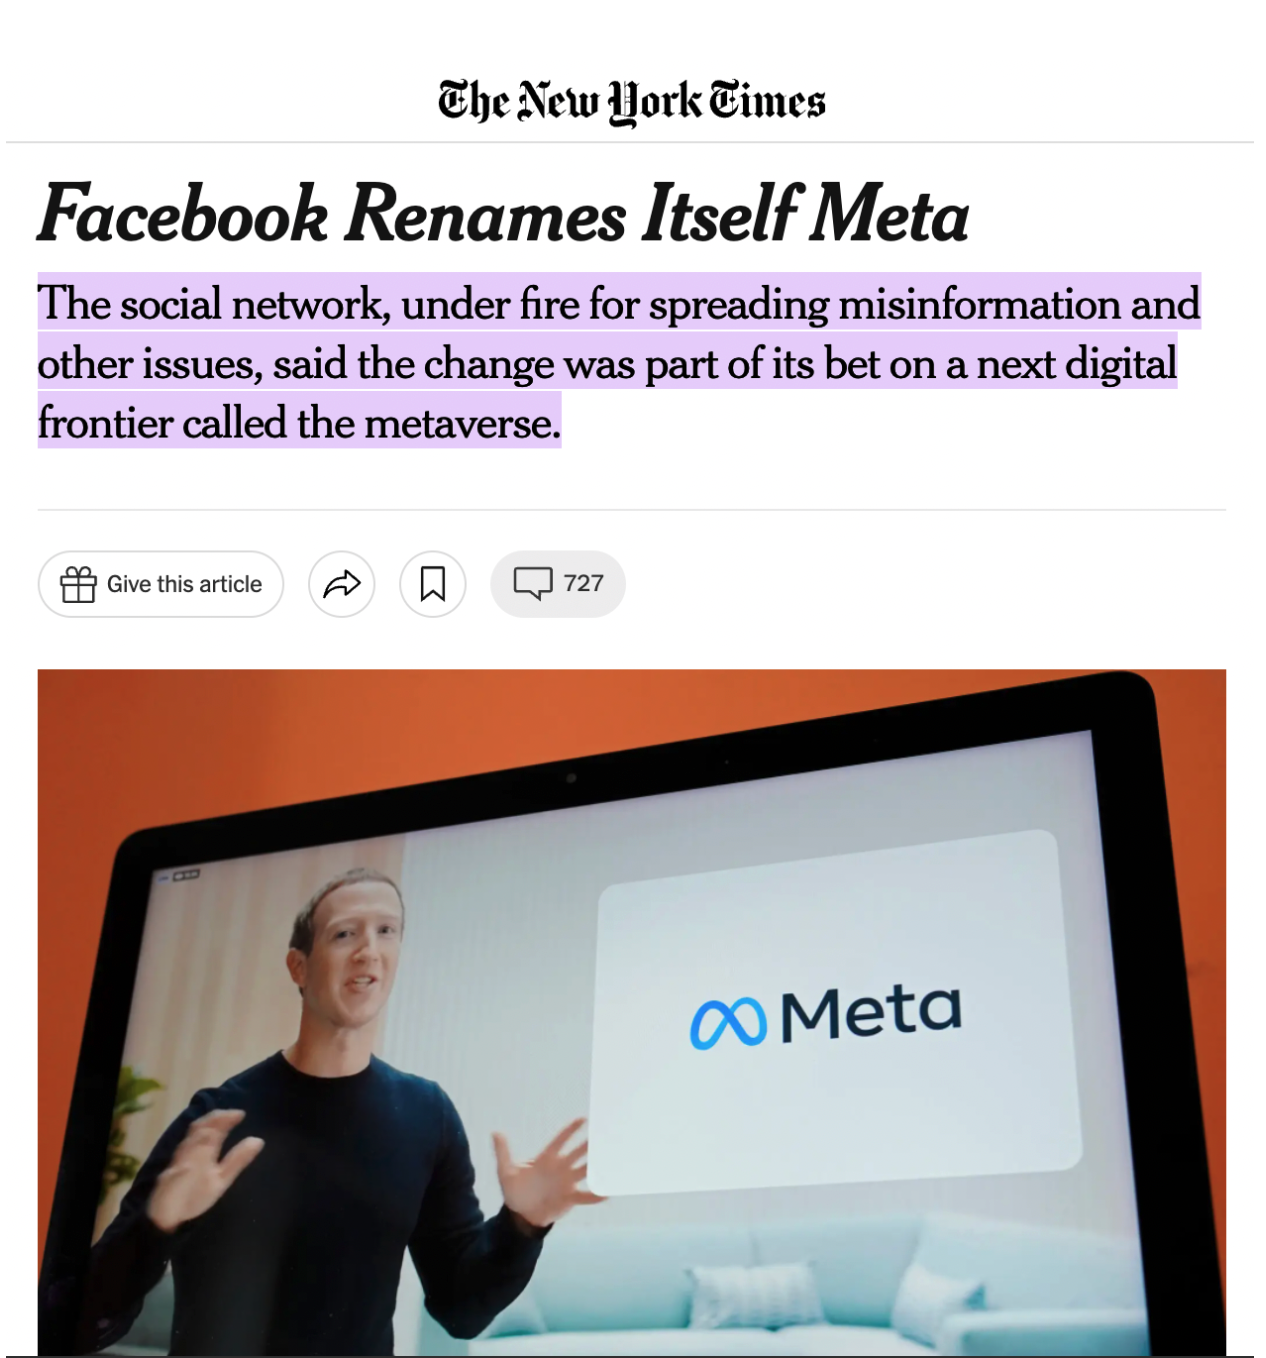 The New York Times
Facebook Renames Itself Meta
The social network, under fire for spreading misinformation and
other issues, said the change was part of its bet on a next digital
frontier called the metaverse.
Give this article
727
Meta